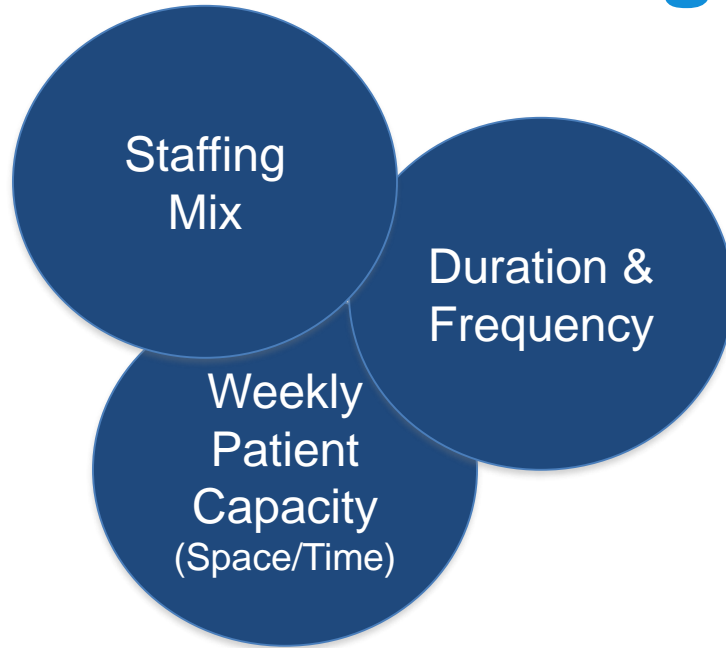 Staffing
Mix
Duration &
Frequency
Weekly
Patient
Capacity
(Space/Time)